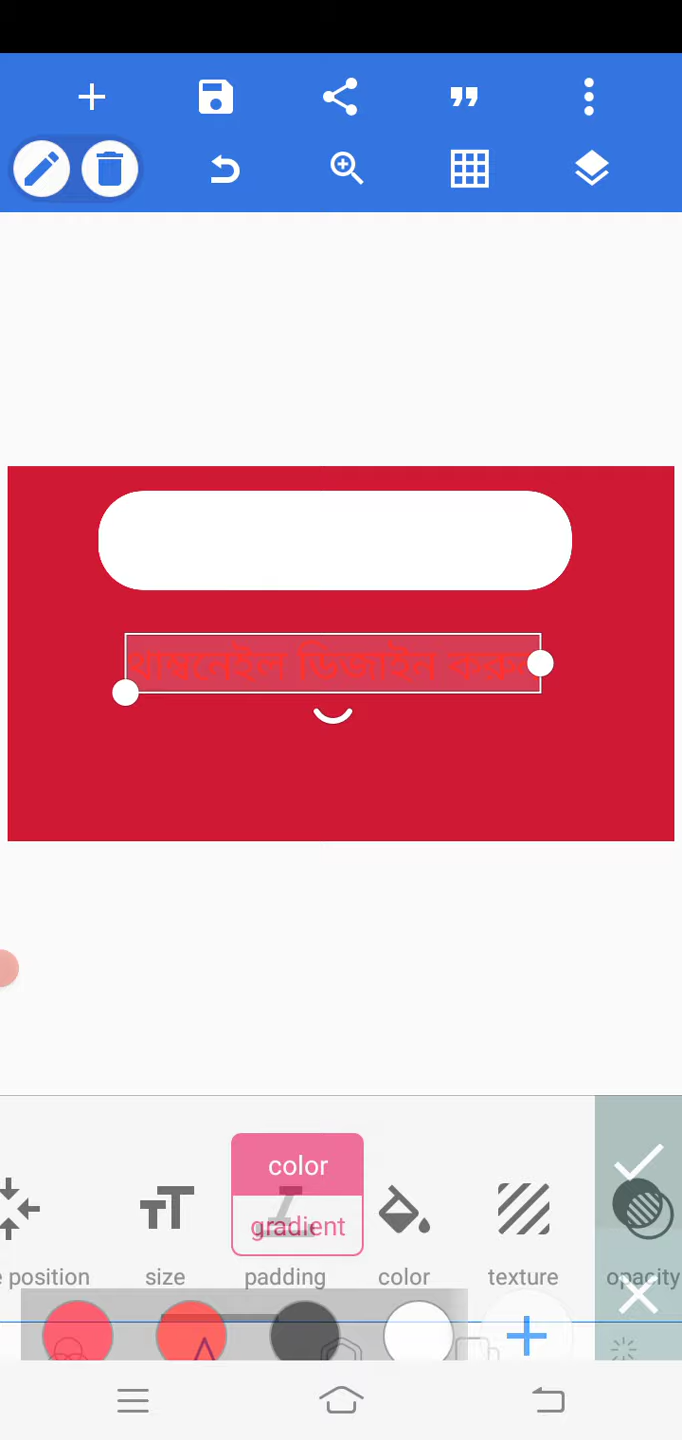 থাম্বনেইল ডিজাইন করুন
color
gradient
e position
size
padding
color
texture
opacity